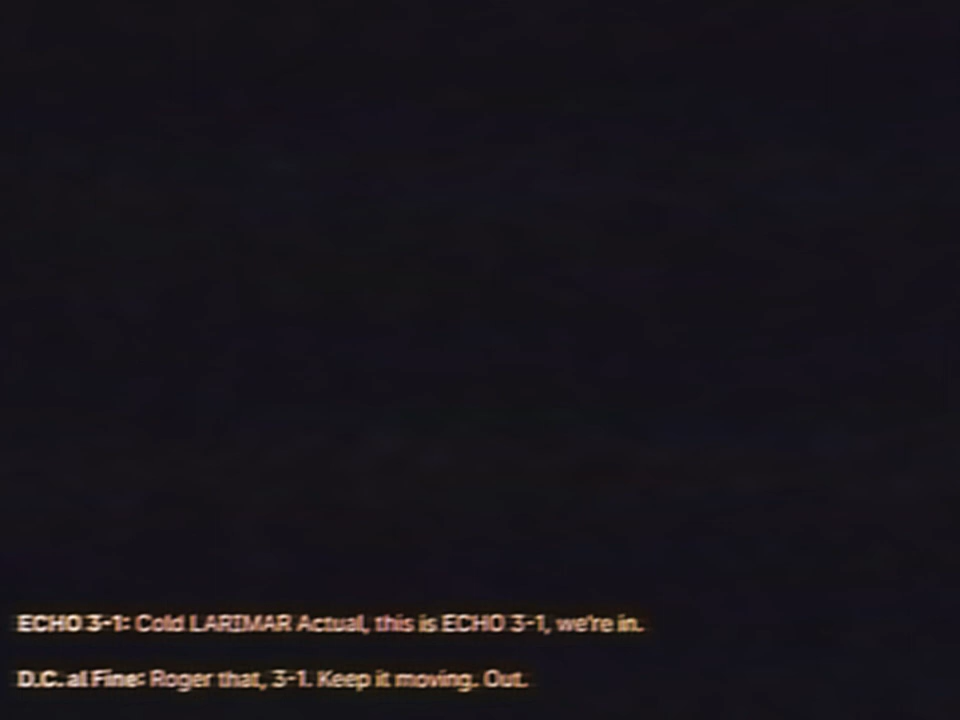 ECHO 3-1: Cold LARIMAR Actual, this is ECHO 3-1, we're in.
D.C. al Fine: Roger that, 3-1. Keep it moving. Out.